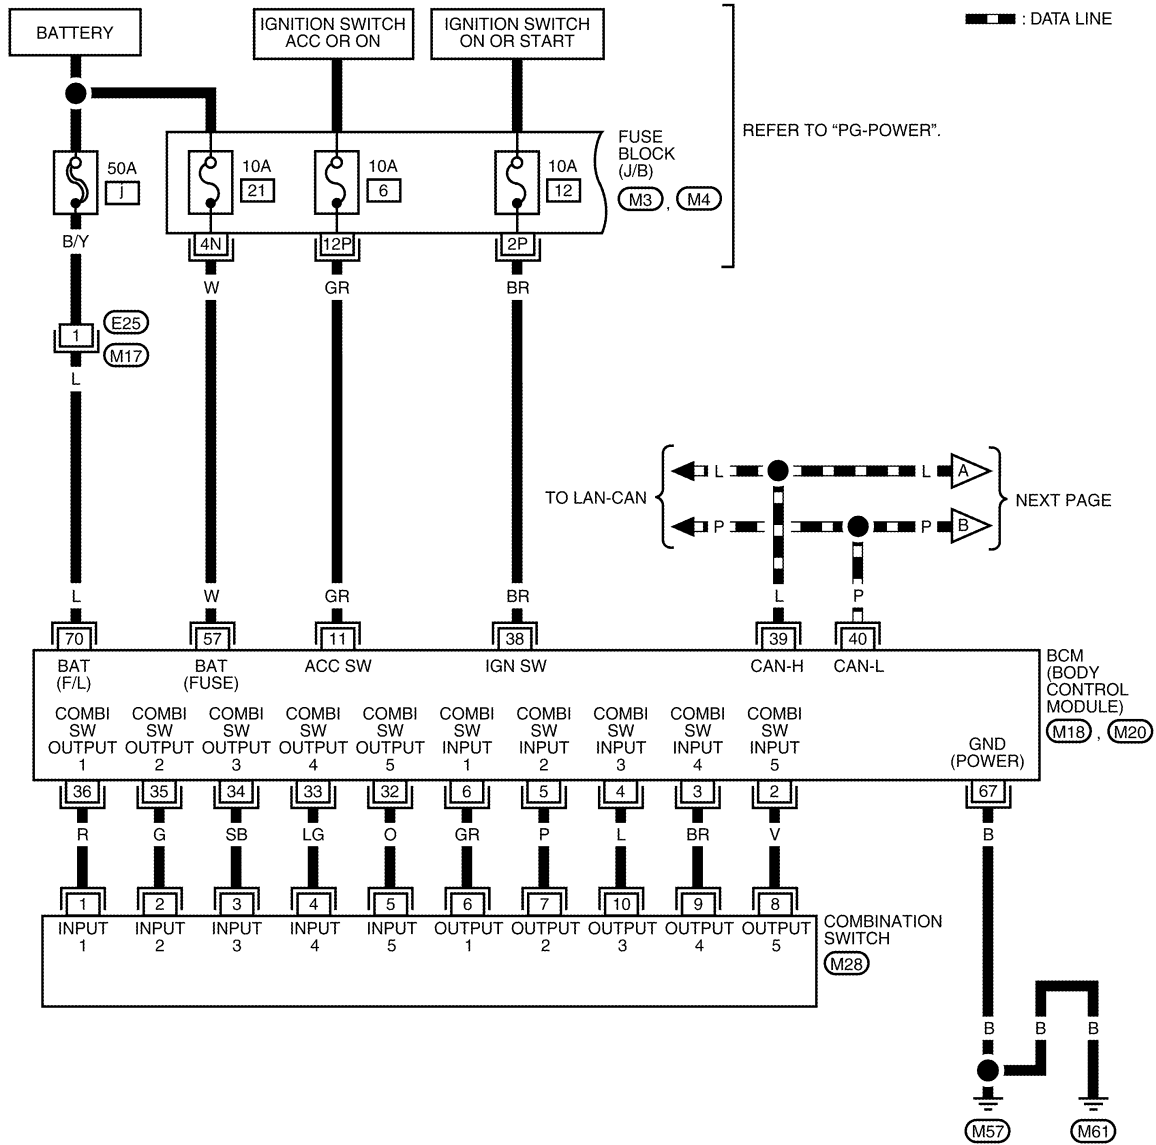 BATTERY
IGNITION SWITCH
ACC OR ON
IGNITION SWITCH
ON OR START
: DATA LINE
REFER TO “PG-POWER”.
50A
J
10A
21
10A
6
10A
12
FUSE
BLOCK
(J/B)
M3 , M4
4N
12P
2P
B/Y
W
GR
BR
1
E25
M17
L
TO LAN-CAN
L
L
A
P
P
B
NEXT PAGE
L
W
GR
BR
L
P
70
57
11
38
39
40
BAT
(F/L)
BAT
(FUSE)
ACC SW
IGN SW
CAN-H
CAN-L
BCM
(BODY
CONTROL
MODULE)
M18 , M20
COMBI
SW
OUTPUT
1
COMBI
SW
OUTPUT
2
COMBI
SW
OUTPUT
3
COMBI
SW
OUTPUT
4
COMBI
SW
OUTPUT
5
COMBI
SW
INPUT
1
COMBI
SW
INPUT
2
COMBI
SW
INPUT
3
COMBI
SW
INPUT
4
COMBI
SW
INPUT
5
GND
(POWER)
36
35
34
33
32
6
5
4
3
2
67
R
G
SB
LG
O
GR
P
L
BR
V
B
1
2
3
4
5
6
7
10
9
8
INPUT
1
INPUT
2
INPUT
3
INPUT
4
INPUT
5
OUTPUT
1
OUTPUT
2
OUTPUT
3
OUTPUT
4
OUTPUT
5
COMBINATION
SWITCH
M28
B
B
B
M57
M61